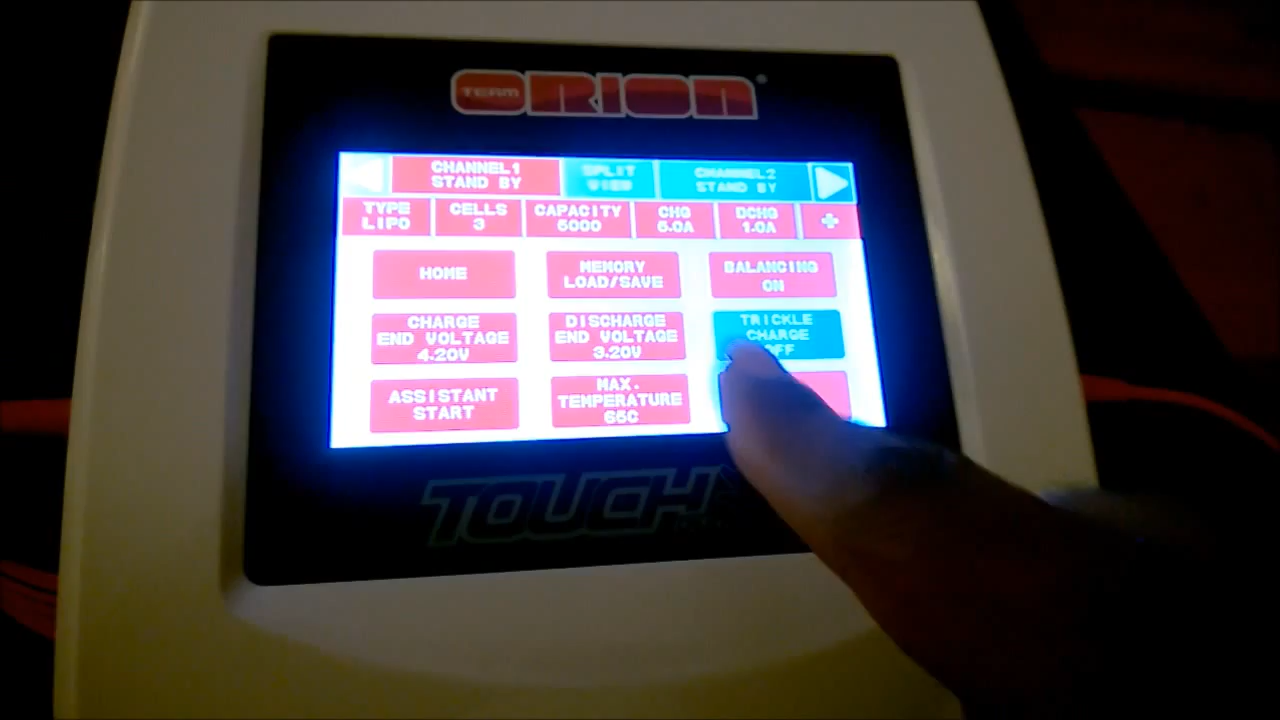 TEAM ORION
CHANNEL1
STAND BY
SPLIT
VIEW
CHANNEL2
STAND BY
TYPE
LIPO
CELLS
3
CAPACITY
5000
CHG
5.0A
DCHG
1.0A
+
HOME
MEMORY
LOAD/SAVE
BALANCING
ON
CHARGE
END VOLTAGE
4.20V
DISCHARGE
END VOLTAGE
3.20V
TRICKLE
CHARGE
OFF
ASSISTANT
START
MAX.
TEMPERATURE
65C
TOUCH